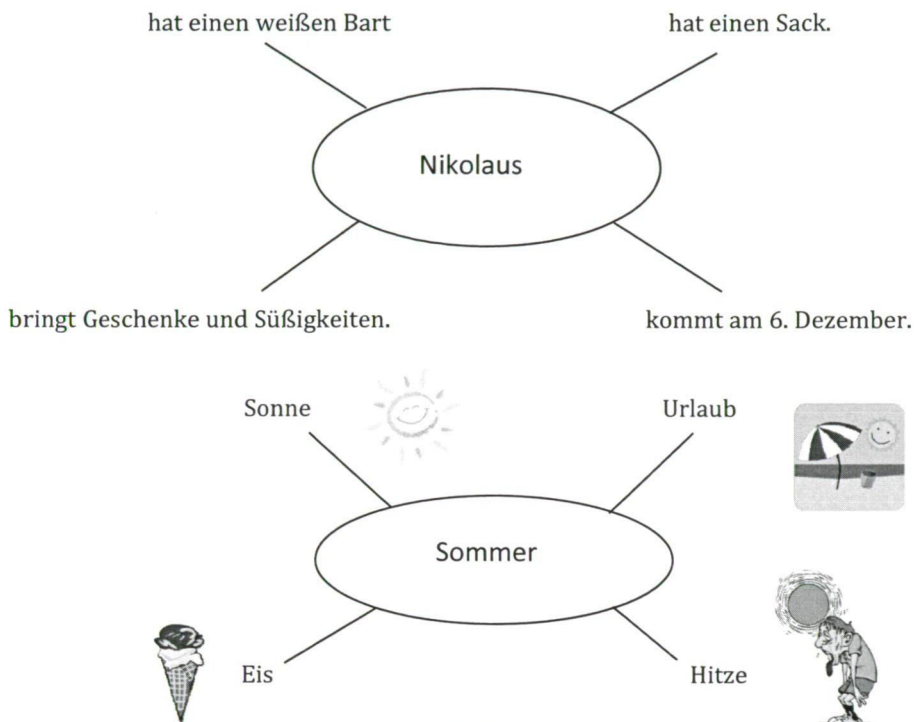 hat einen weißen Bart
hat einen Sack.
Nikolaus
bringt Geschenke und Süßigkeiten.
kommt am 6. Dezember.
Sonne
Urlaub
Sommer
Eis
Hitze